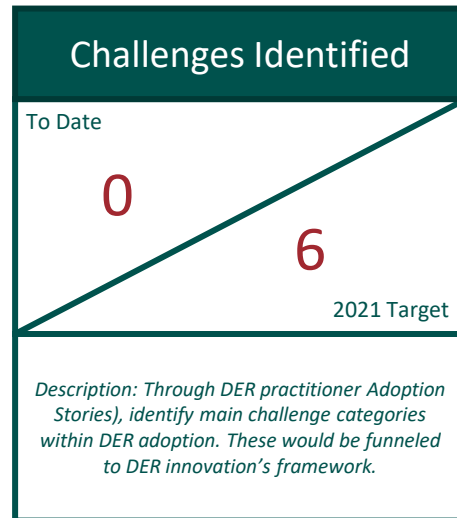 Challenges Identified
To Date
0
6
2021 Target
Description: Through DER practitioner Adoption
Stories), identify main challenge categories
within DER adoption. These would be funneled
to DER innovation’s framework.